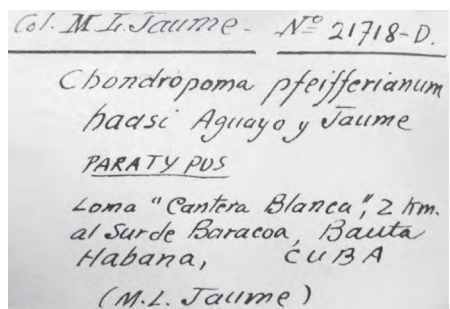 Col. M. L. Jaume - Nº 21718-D.
Chondropoma pfeifferianum
haasi Aguayo y Jaume
PARATYPUS
Loma "Cantera Blanca", 2 Km.
al Sur de Baracoa, Bauta
Habana, CUBA
(M.L. Jaume)